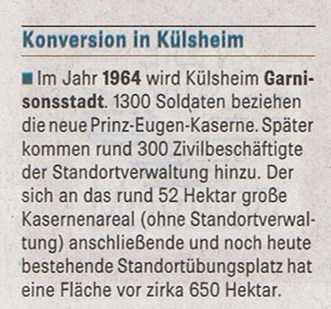 Konversion in Külsheim
■ Im Jahr 1964 wird Külsheim Garni-
sonsstadt. 1300 Soldaten beziehen
die neue Prinz-Eugen-Kaserne. Später
kommen rund 300 Zivilbeschäftigte
der Standortverwaltung hinzu. Der
sich an das rund 52 Hektar große
Kasernenareal (ohne Standortverwal-
tung) anschließende und noch heute
bestehende Standortübungsplatz hat
eine Fläche vor zirka 650 Hektar.